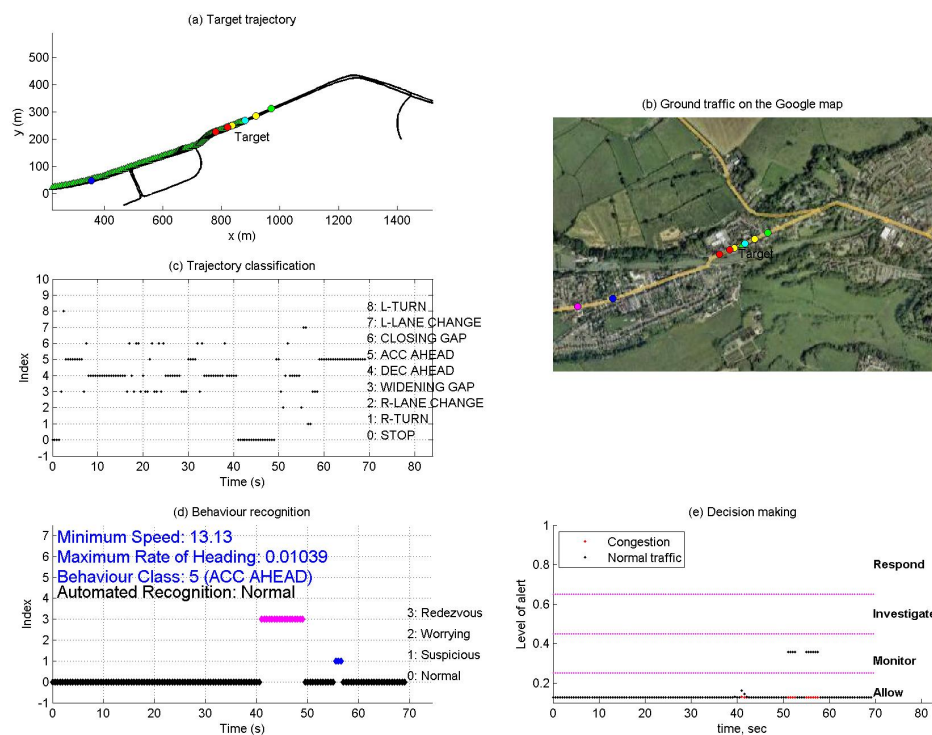 (a) Target trajectory
500
400
300
200
100
0
y (m)
Target
400
600
800
1000
1200
1400
x (m)
(b) Ground traffic on the Google map
Target
(c) Trajectory classification
10
9
8
7
6
5
4
3
2
1
0
-1
Index
8: L-TURN
7: L-LANE CHANGE
6: CLOSING GAP
5: ACC AHEAD
4: DEC AHEAD
3: WIDENING GAP
2: R-LANE CHANGE
1: R-TURN
0: STOP
0
10
20
30
40
50
60
70
80
Time (s)
(d) Behaviour recognition
7
6
5
4
3
2
1
0
-1
Index
Minimum Speed: 13.13
Maximum Rate of Heading: 0.01039
Behaviour Class: 5 (ACC AHEAD)
Automated Recognition: Normal
3: Redezvous
2: Worrying
1: Suspicious
0: Normal
0
10
20
30
40
50
60
70
Time (s)
(e) Decision making
1
0.8
0.6
0.4
0.2
Level of alert
Congestion
Normal traffic
Respond
Investigate
Monitor
Allow
0
10
20
30
40
50
60
70
80
time, sec